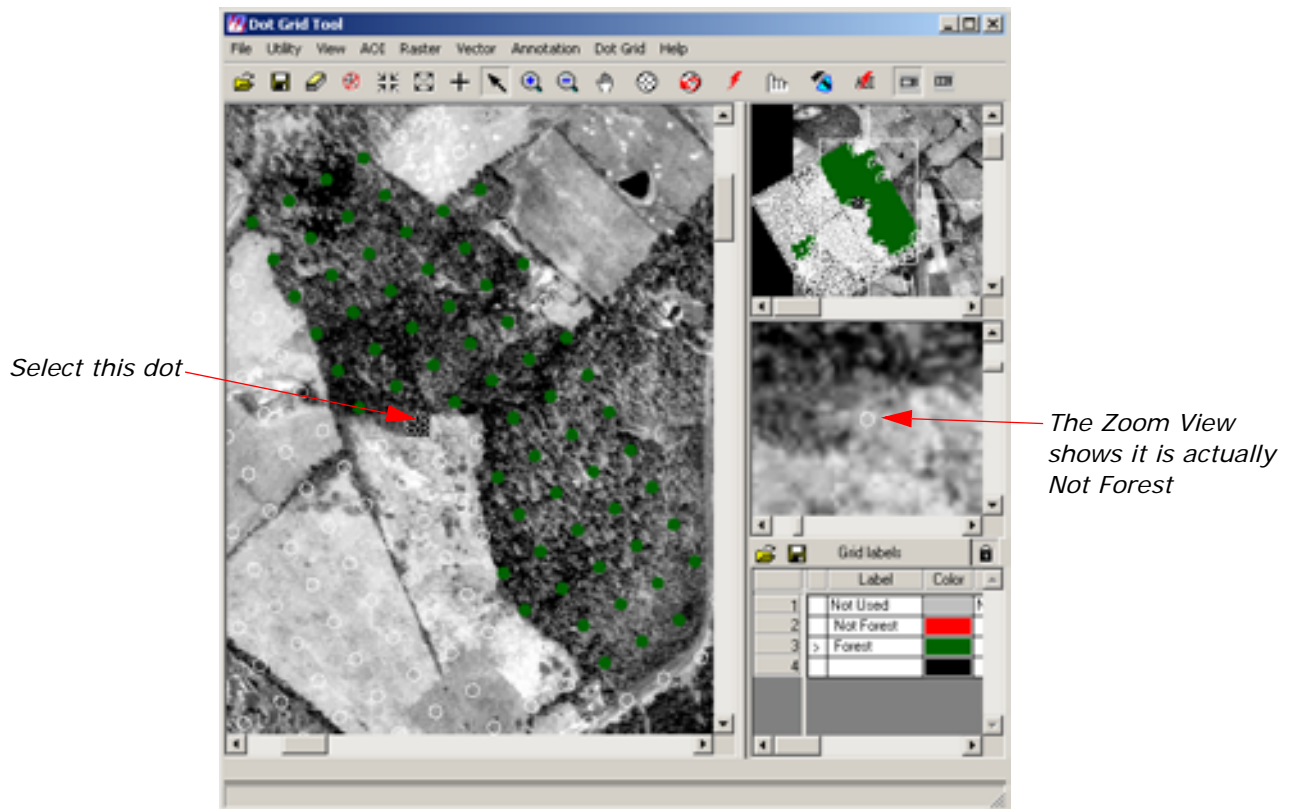 Dot Grid Tool
File Utility View AOI Raster Vector Annotation Dot Grid Help
Select this dot
The Zoom View
shows it is actually
Not Forest
Grid labels
Label Color
1 Not Used N
2 Not Forest
3 > Forest
4